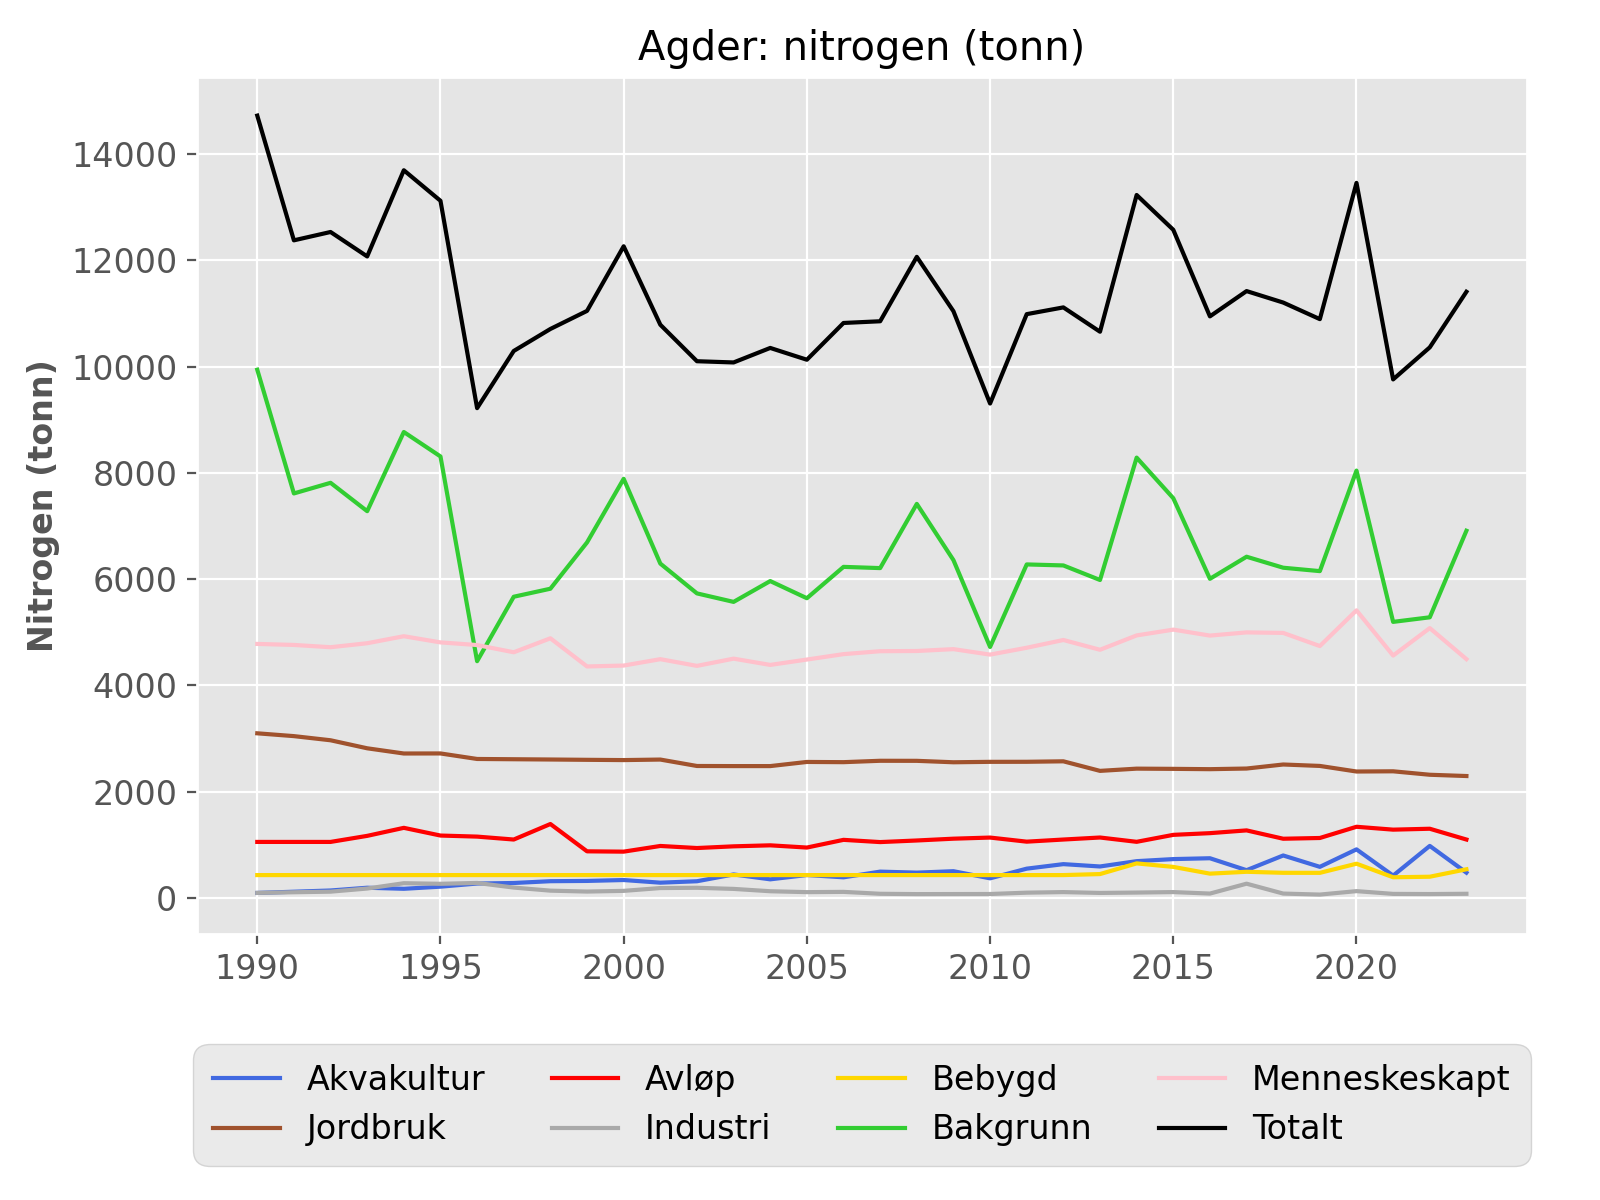 Agder: nitrogen (tonn)
Nitrogen (tonn)
14000
12000
10000
8000
6000
4000
2000
0
1990 1995 2000 2005 2010 2015 2020
Akvakultur Avløp Bebygd Menneskeskapt
Jordbruk Industri Bakgrunn Totalt